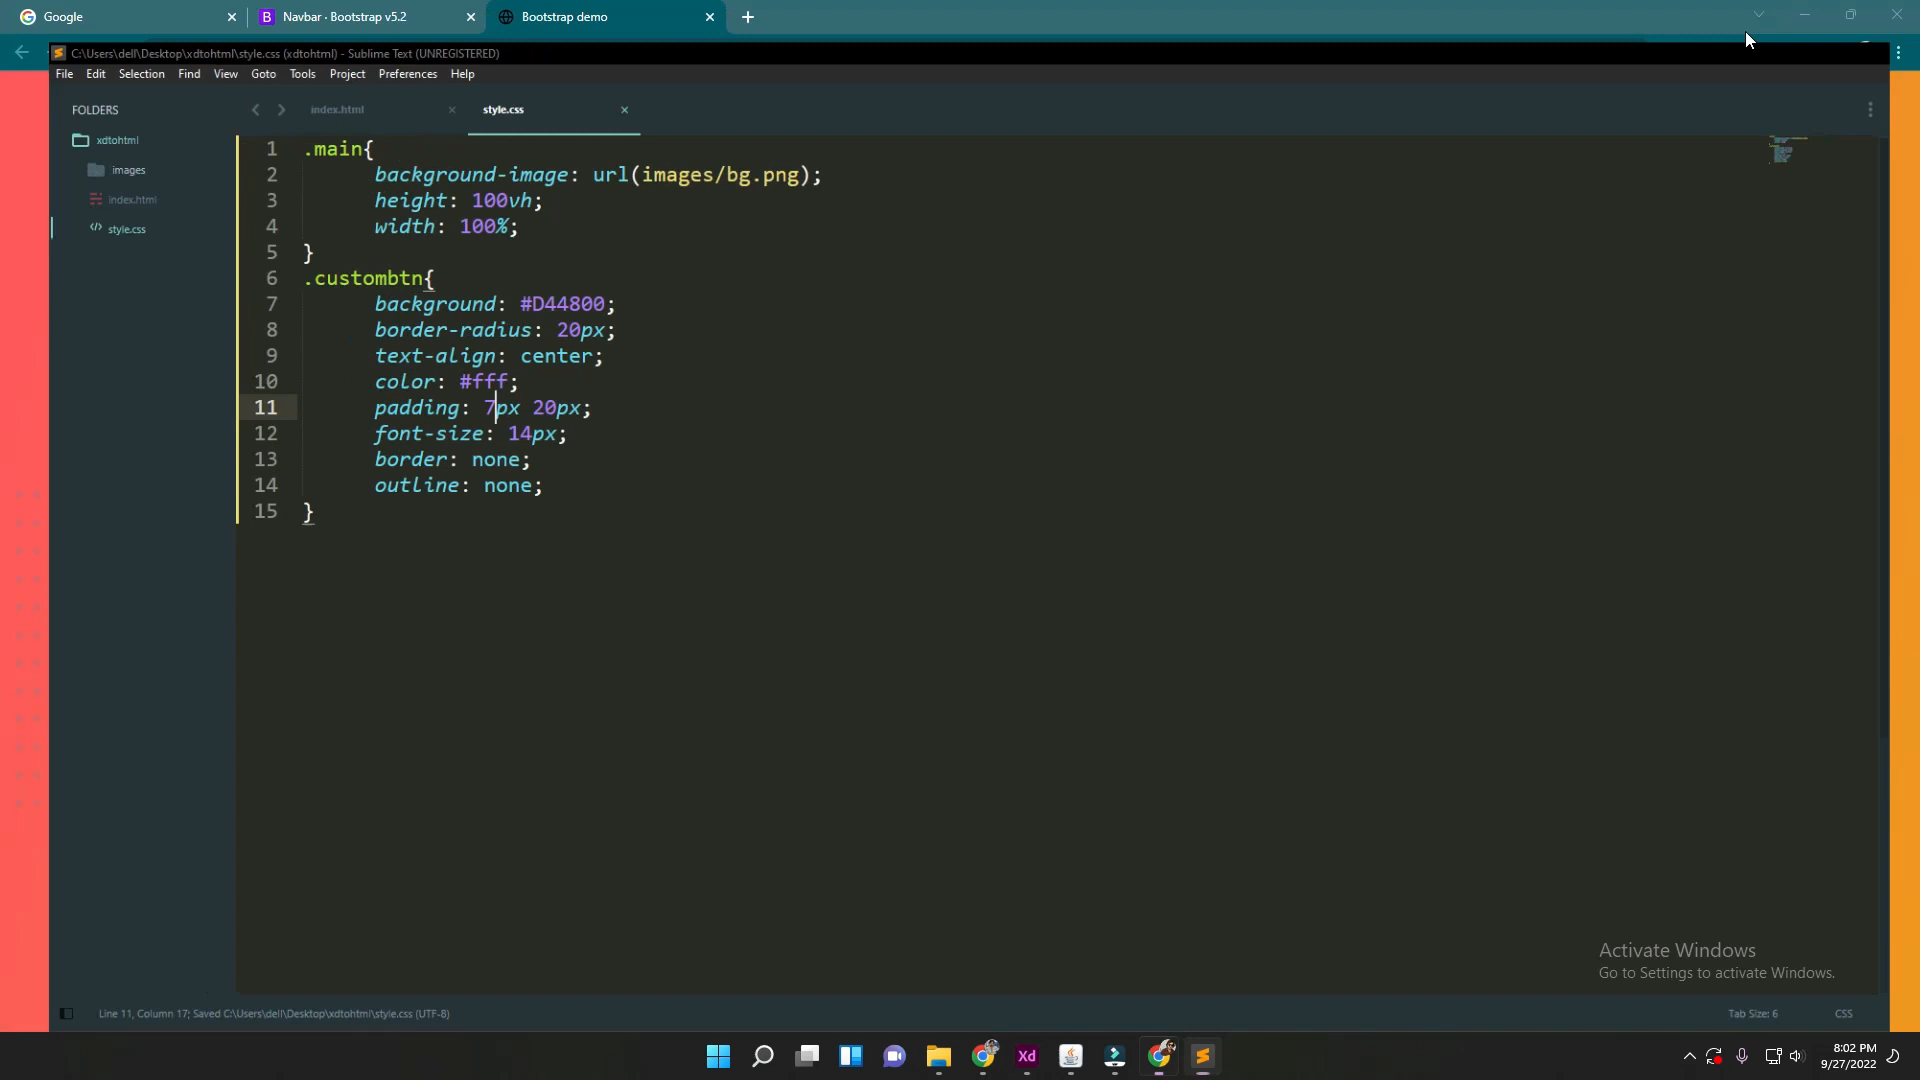 Google
Navbar · Bootstrap v5.2
Bootstrap demo
C:\Users\dell\Desktop\xdtohtml\style.css (xdtohtml) - Sublime Text (UNREGISTERED)
File Edit Selection Find View Goto Tools Project Preferences Help
FOLDERS
xdtohtml
images
index.html
style.css
index.html
style.css
1 .main{
2 background-image: url(images/bg.png);
3 height: 100vh;
4 width: 100%;
5 }
6 .custombtn{
7 background: #D44800;
8 border-radius: 20px;
9 text-align: center;
10 color: #fff;
11 padding: 7px 20px;
12 font-size: 14px;
13 border: none;
14 outline: none;
15 }
Activate Windows
Go to Settings to activate Windows.
Line 11, Column 17; Saved C:\Users\dell\Desktop\xdtohtml\style.css (UTF-8)
Tab Size: 6
CSS
Xd
8:02 PM
9/27/2022